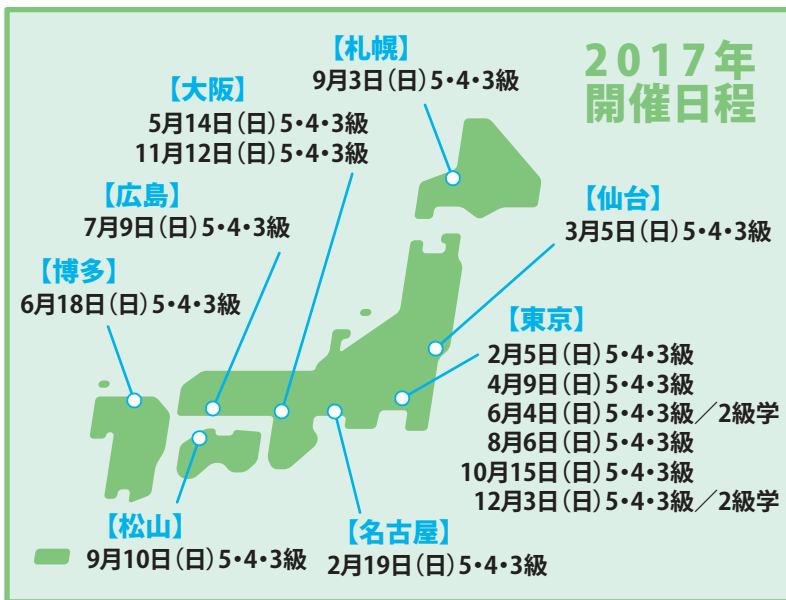 2017年
開催日程
【札幌】
9月3日（日）5・4・3級
【大阪】
5月14日（日）5・4・3級
11月12日（日）5・4・3級
【広島】
7月9日（日）5・4・3級
【仙台】
3月5日（日）5・4・3級
【博多】
6月18日（日）5・4・3級
【東京】
2月5日（日）5・4・3級
4月9日（日）5・4・3級
6月4日（日）5・4・3級／2級学
8月6日（日）5・4・3級
10月15日（日）5・4・3級
12月3日（日）5・4・3級／2級学
【松山】
9月10日（日）5・4・3級
【名古屋】
2月19日（日）5・4・3級